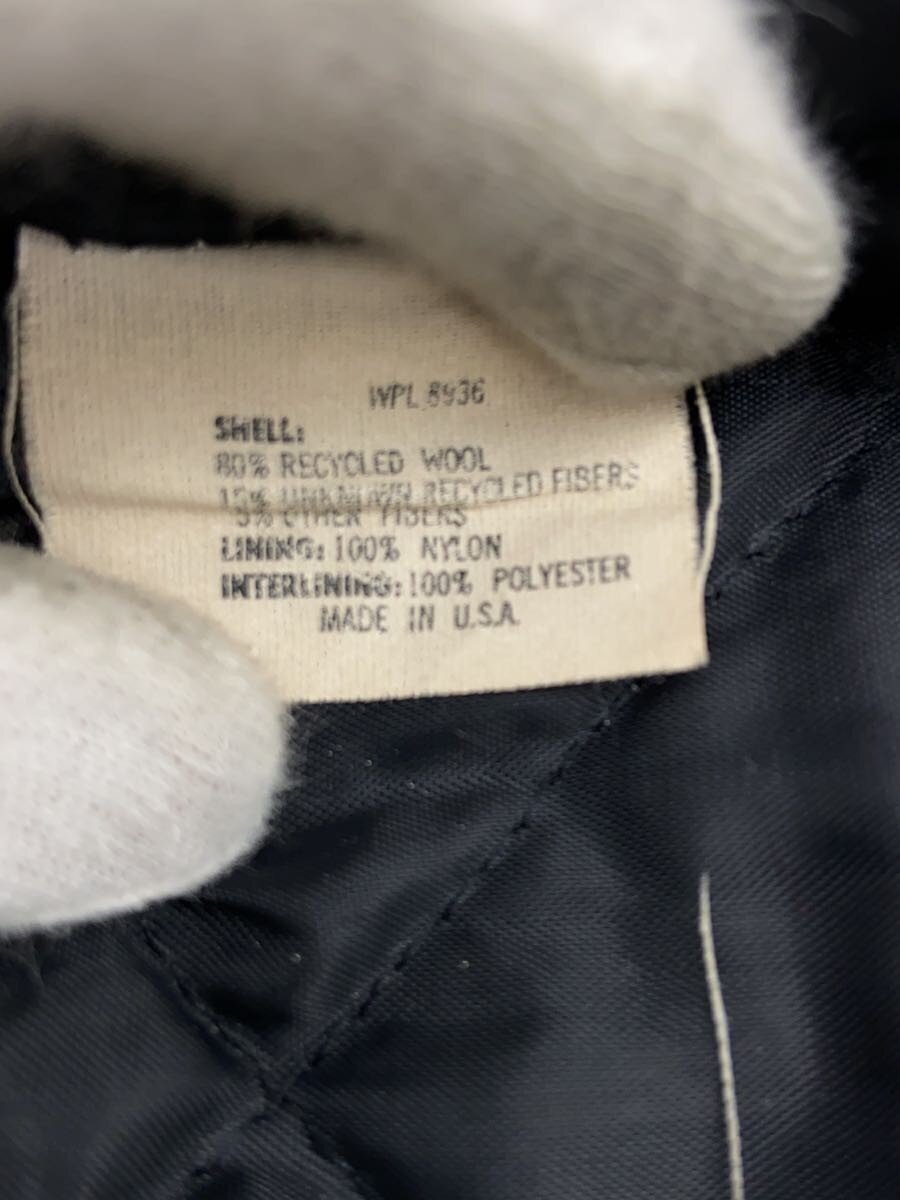 WPL 8936
SHELL:
80% RECYCLED WOOL
15% UNKNOWN RECYCLED FIBERS
5% OTHER FIBERS
LINING: 100% NYLON
INTERLINING: 100% POLYESTER
MADE IN U.S.A.